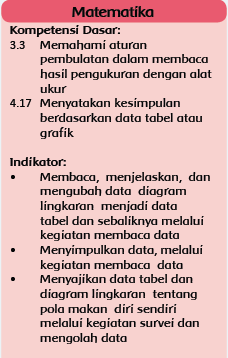 Matematika
Kompetensi Dasar:
3.3 Memahami aturan
pembulatan dalam membaca
hasil pengukuran dengan alat
ukur
4.17 Menyatakan kesimpulan
berdasarkan data tabel atau
grafik
Indikator:
• Membaca, menjelaskan, dan
mengubah data diagram
lingkaran menjadi data
tabel dan sebaliknya melalui
kegiatan membaca data
• Menyimpulkan data, melalui
kegiatan membaca data
• Menyajikan data tabel dan
diagram lingkaran tentang
pola makan diri sendiri
melalui kegiatan survei dan
mengolah data